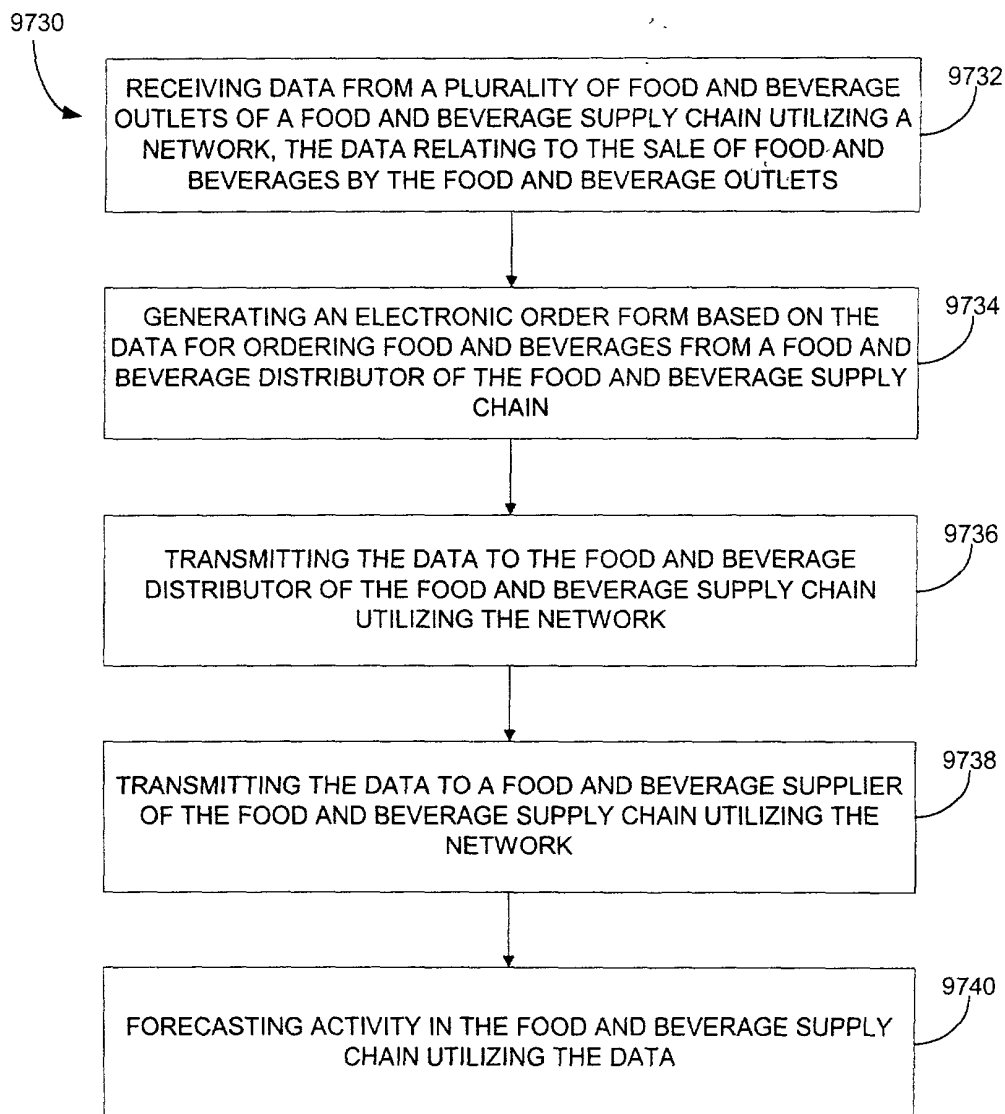 9730
RECEIVING DATA FROM A PLURALITY OF FOOD AND BEVERAGE
OUTLETS OF A FOOD AND BEVERAGE SUPPLY CHAIN UTILIZING A
NETWORK, THE DATA RELATING TO THE SALE OF FOOD AND
BEVERAGES BY THE FOOD AND BEVERAGE OUTLETS
9732
GENERATING AN ELECTRONIC ORDER FORM BASED ON THE
DATA FOR ORDERING FOOD AND BEVERAGES FROM A FOOD AND
BEVERAGE DISTRIBUTOR OF THE FOOD AND BEVERAGE SUPPLY
CHAIN
9734
TRANSMITTING THE DATA TO THE FOOD AND BEVERAGE
DISTRIBUTOR OF THE FOOD AND BEVERAGE SUPPLY CHAIN
UTILIZING THE NETWORK
9736
TRANSMITTING THE DATA TO A FOOD AND BEVERAGE SUPPLIER
OF THE FOOD AND BEVERAGE SUPPLY CHAIN UTILIZING THE
NETWORK
9738
FORECASTING ACTIVITY IN THE FOOD AND BEVERAGE SUPPLY
CHAIN UTILIZING THE DATA
9740